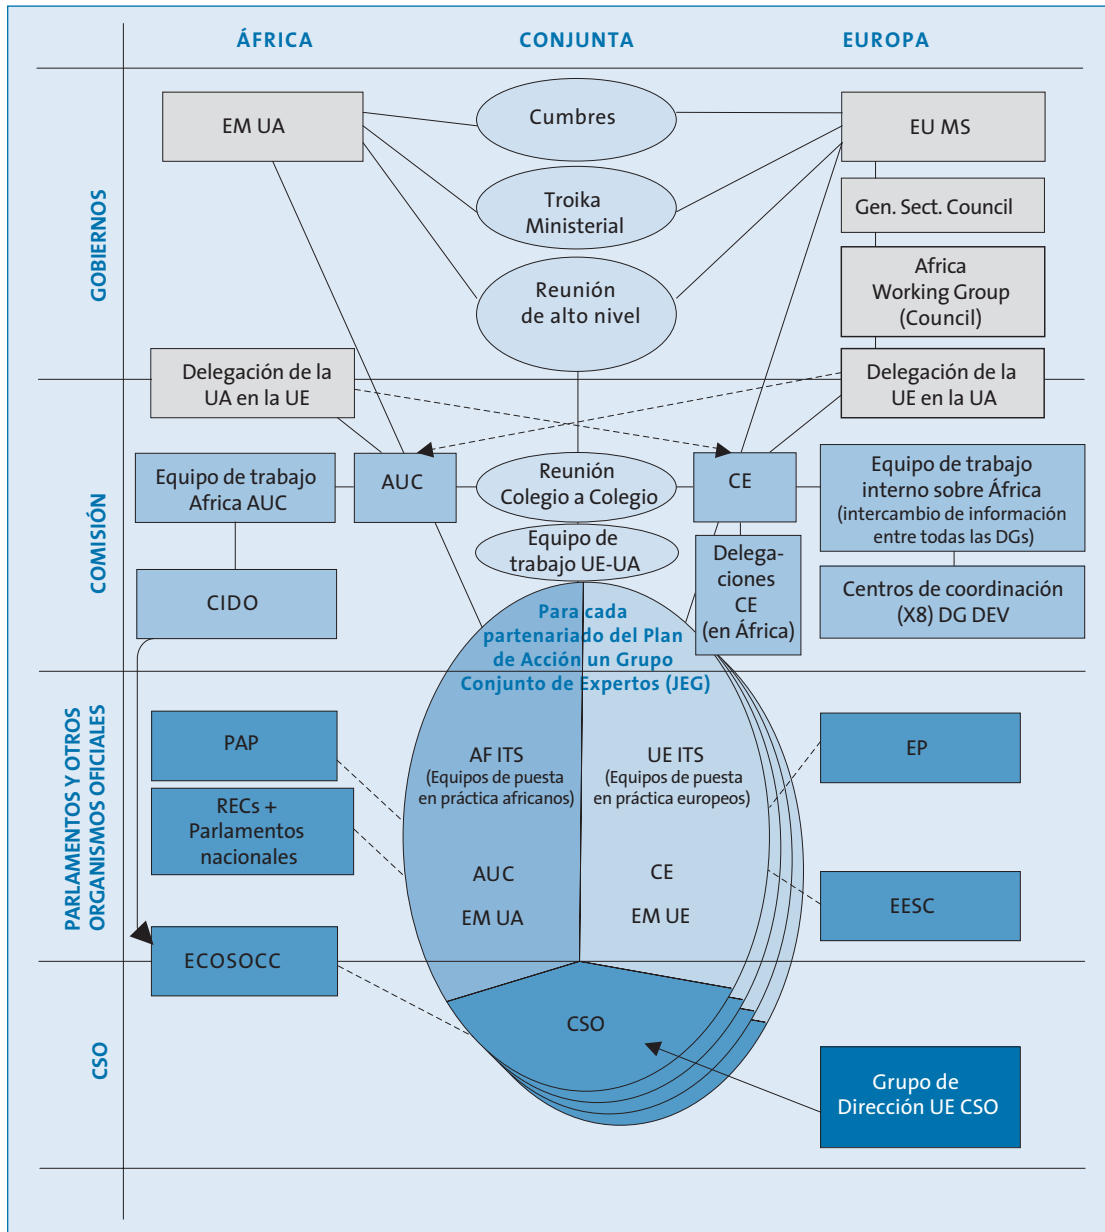 ÁFRICA
CONJUNTA
EUROPA
GOBIERNOS
EM UA
Cumbres
EU MS
Troika
Ministerial
Gen. Sect. Council
Reunión
de alto nivel
Africa
Working Group
(Council)
Delegación de la
UA en la UE
Delegación de la
UE en la UA
COMISIÓN
Equipo de trabajo
Africa AUC
AUC
Reunión
Colegio a Colegio
CE
Equipo de trabajo
interno sobre África
(intercambio de información
entre todas las DGs)
Equipo de
trabajo UE-UA
Delega-
ciones
CE
(en África)
CIDO
Centros de coordinación
(X8) DG DEV
Para cada
partenariado del Plan
de Acción un Grupo
Conjunto de Expertos (JEG)
PARLAMENTOS Y OTROS
ORGANISMOS OFICIALES
PAP
AF ITS
(Equipos de puesta
en práctica africanos)
UE ITS
(Equipos de puesta
en práctica europeos)
EP
RECs +
Parlamentos
nacionales
AUC
EM UA
CE
EM UE
EESC
ECOSOCC
CSO
CSO
Grupo de
Dirección UE CSO